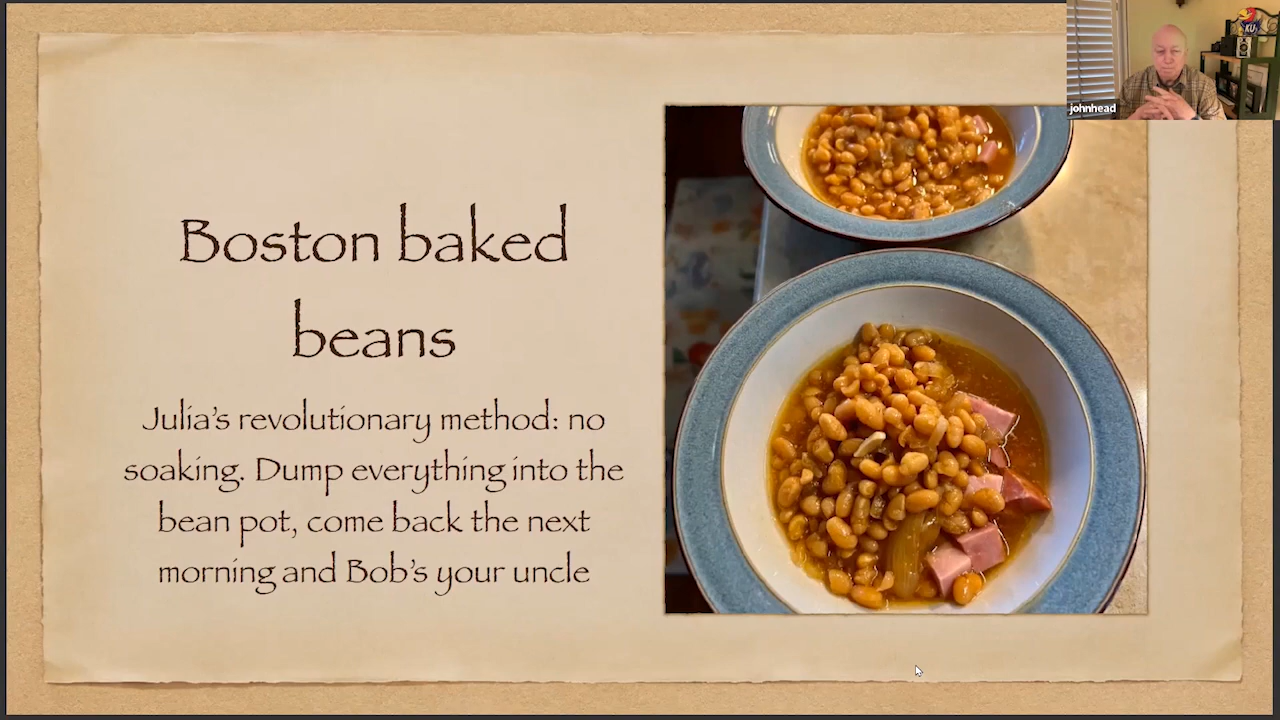 johnhead
KU
Boston baked
beans
Julia's revolutionary method: no
soaking. Dump everything into the
bean pot, come back the next
morning and Bob's your uncle